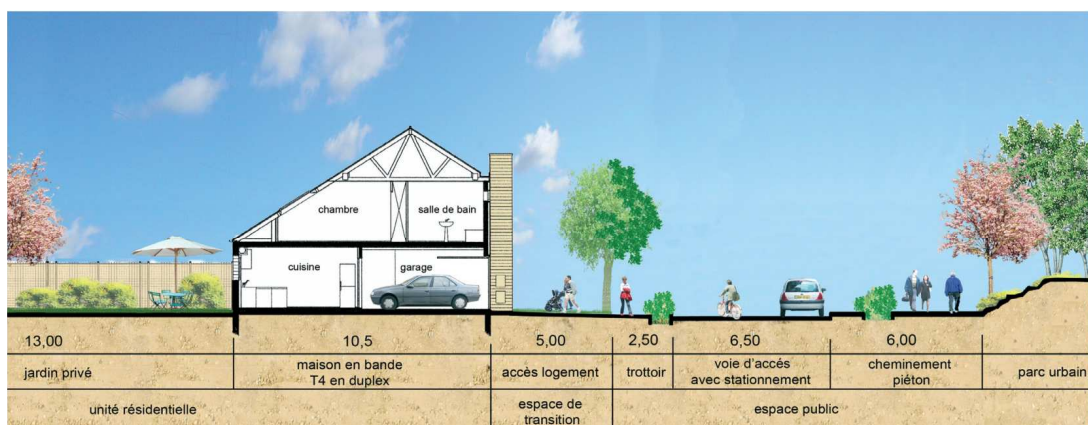 chambre
salle de bain
cuisine
garage
13,00
10,5
5,00
2,50
6,50
6,00
jardin privé
maison en bande
T4 en duplex
accès logement
trottoir
voie d'accés
avec stationnement
cheminement
piéton
parc urbain
unité résidentielle
espace de
transition
espace public